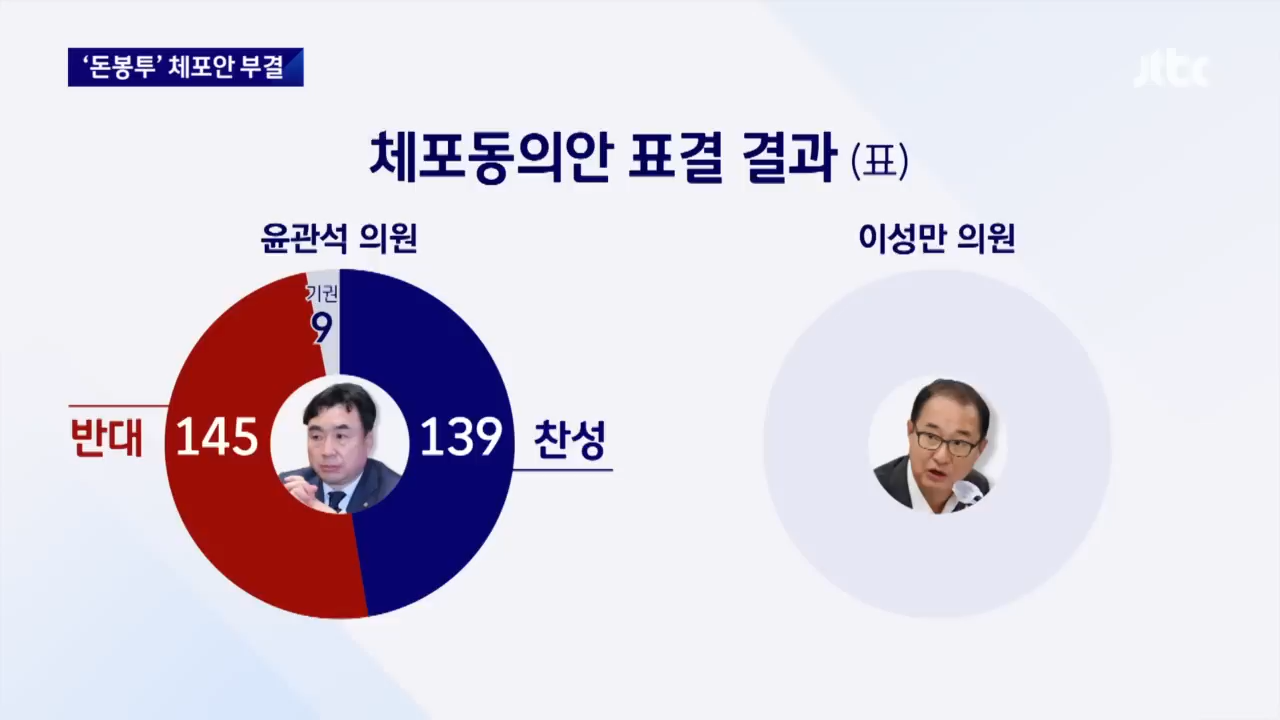 ‘돈봉투’ 체포안 부결
jtbc
체포동의안 표결 결과 (표)
윤관석 의원
이성만 의원
기권
9
반대 145
139 찬성